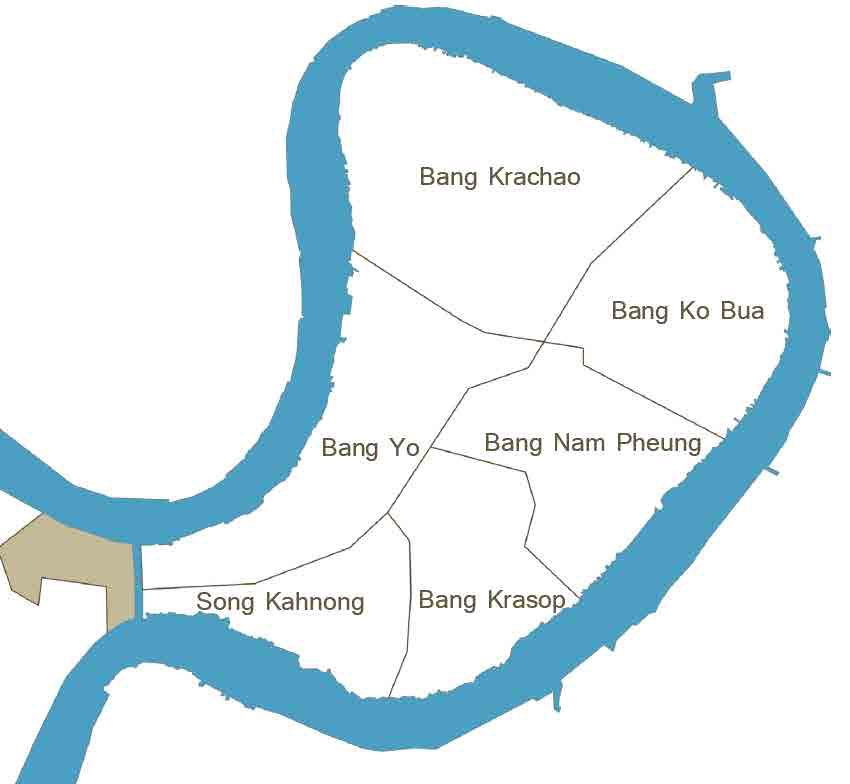 Bang Krachao
Bang Ko Bua
Bang Yo
Bang Nam Pheung
Song Kahnong
Bang Krasop